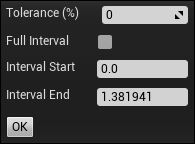 Tolerance (%) 0
Full Interval
Interval Start 0.0
Interval End 1.381941
OK